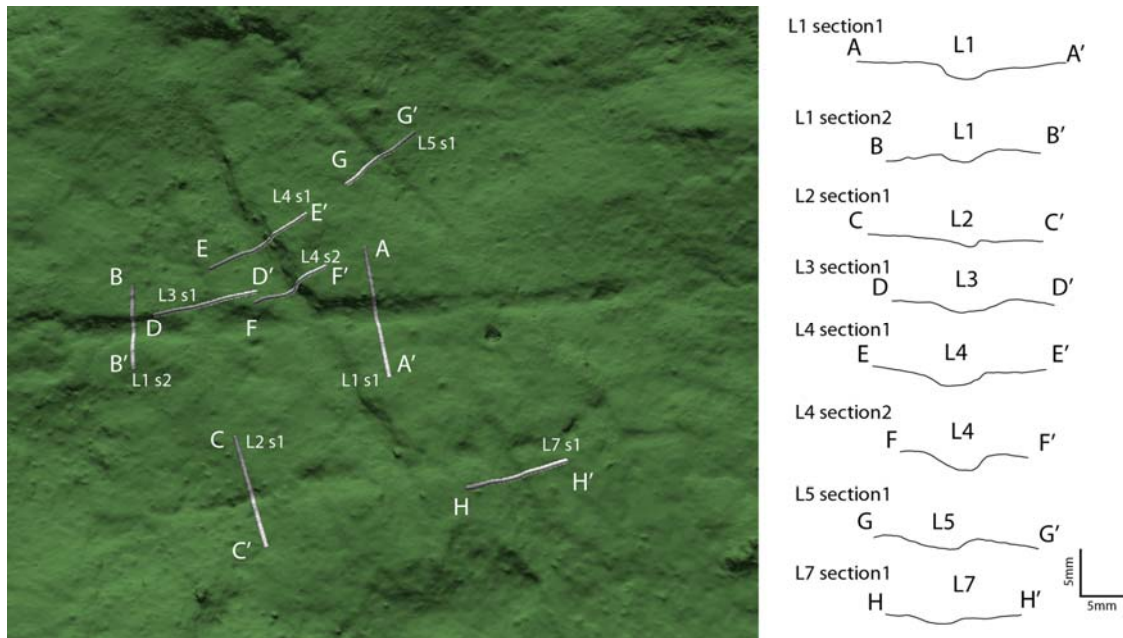 G'
L5 s1
G
L4 s1
E'
E
A
L4 s2
D'
F'
B
L3 s1
D
F
B'
L1 s2
A'
L1 s1
C
L2 s1
L7 s1
H
H'
C'
L1 section1
A L1 A'
L1 section2
B L1 B'
L2 section1
C L2 C'
L3 section1
D L3 D'
L4 section1
E L4 E'
L4 section2
F L4 F'
L5 section1
G L5 G'
L7 section1
H L7 H'
5mm
5mm